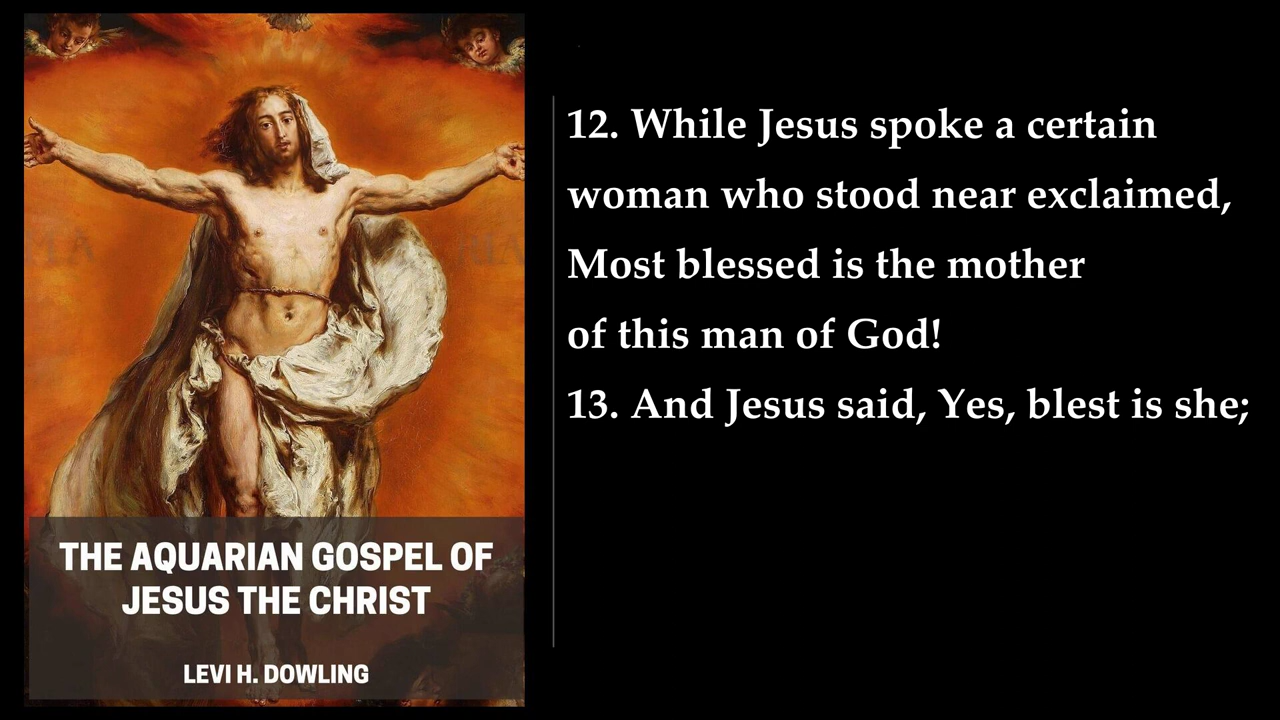 12. While Jesus spoke a certain
woman who stood near exclaimed,
Most blessed is the mother
of this man of God!
13. And Jesus said, Yes, blest is she;
THE AQUARIAN GOSPEL OF
JESUS THE CHRIST
LEVI H. DOWLING